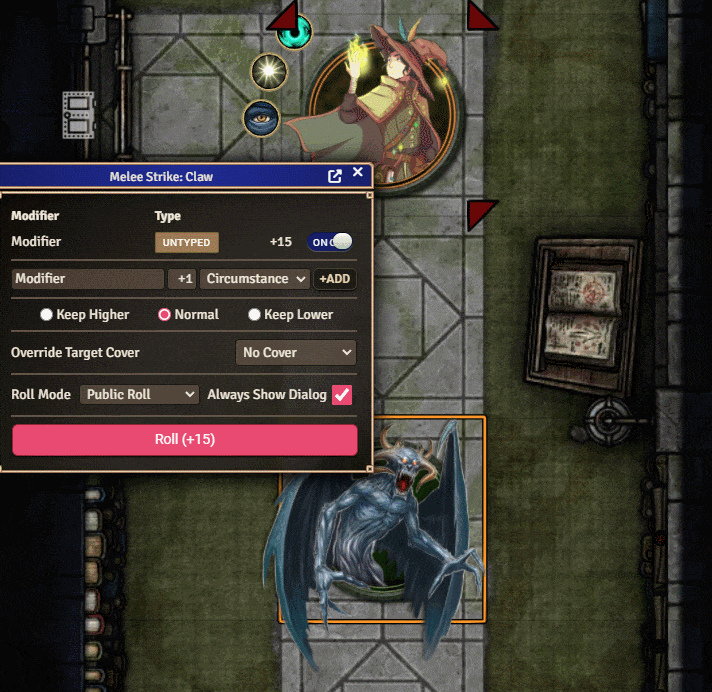 Melee Strike: Claw
Modifier Type
Modifier UNTYPED +15 ON
Modifier +1 Circumstance +ADD
Keep Higher Normal Keep Lower
Override Target Cover No Cover
Roll Mode Public Roll Always Show Dialog
Roll (+15)